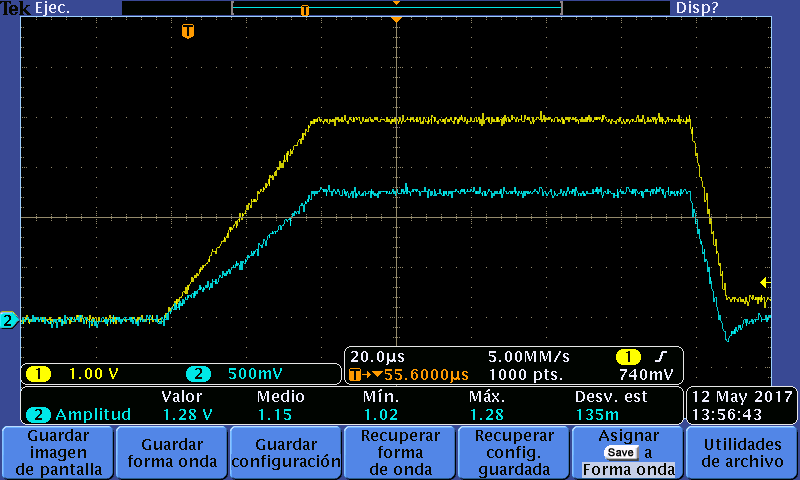 Tek Ejec.
Disp?
T
T
2
20.0µs 5.00MM/s 1
T→▼55.6000µs 1000 pts. 740mV
1 1.00 V 2 500mV
Valor Medio Mín. Máx. Desv. est
2 Amplitud 1.28 V 1.15 1.02 1.28 135m
12 May 2017
13:56:43
Guardar
imagen
de pantalla
Guardar
forma onda
Guardar
configuración
Recuperar
forma
de onda
Recuperar
config.
guardada
Asignar
Save a
Forma onda
Utilidades
de archivo